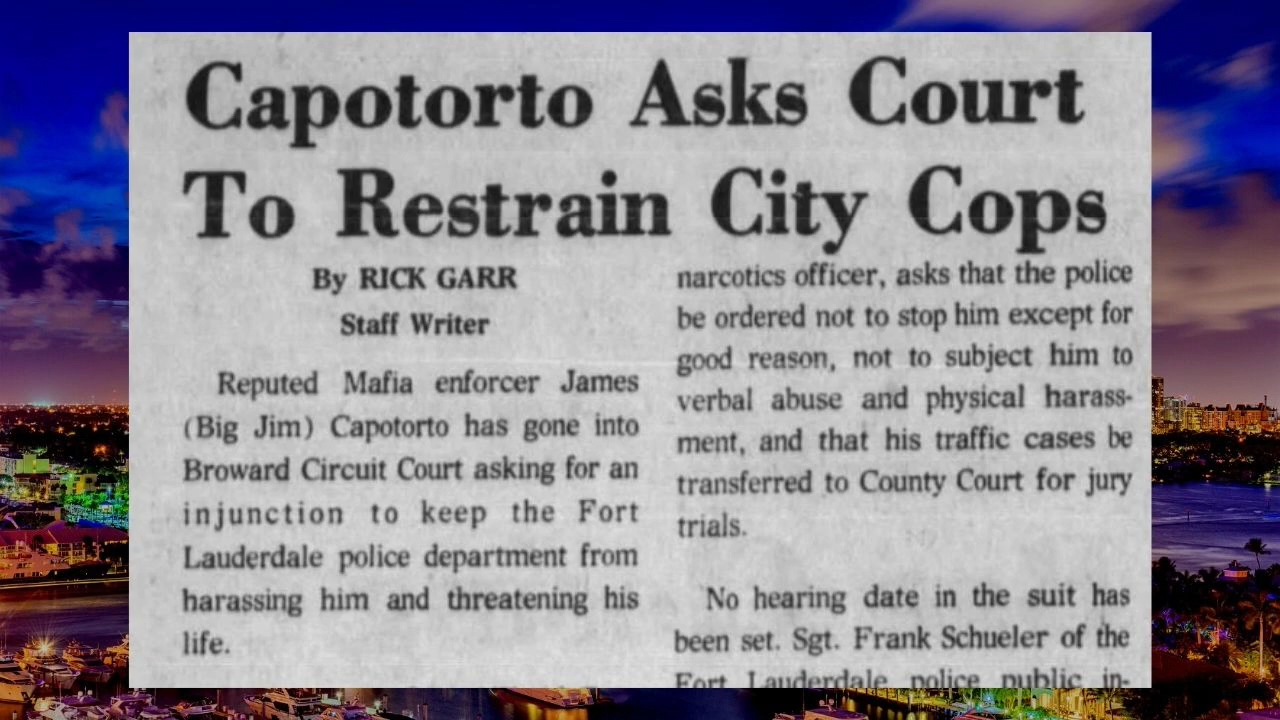 Capotorto Asks Court
To Restrain City Cops
By RICK GARR
Staff Writer
Reputed Mafia enforcer James
(Big Jim) Capotorto has gone into
Broward Circuit Court asking for an
injunction to keep the Fort
Lauderdale police department from
harassing him and threatening his
life.
narcotics officer, asks that the police
be ordered not to stop him except for
good reason, not to subject him to
verbal abuse and physical harass-
ment, and that his traffic cases be
transferred to County Court for jury
trials.
No hearing date in the suit has
been set. Sgt. Frank Schueler of the
Fort Lauderdale police public in-